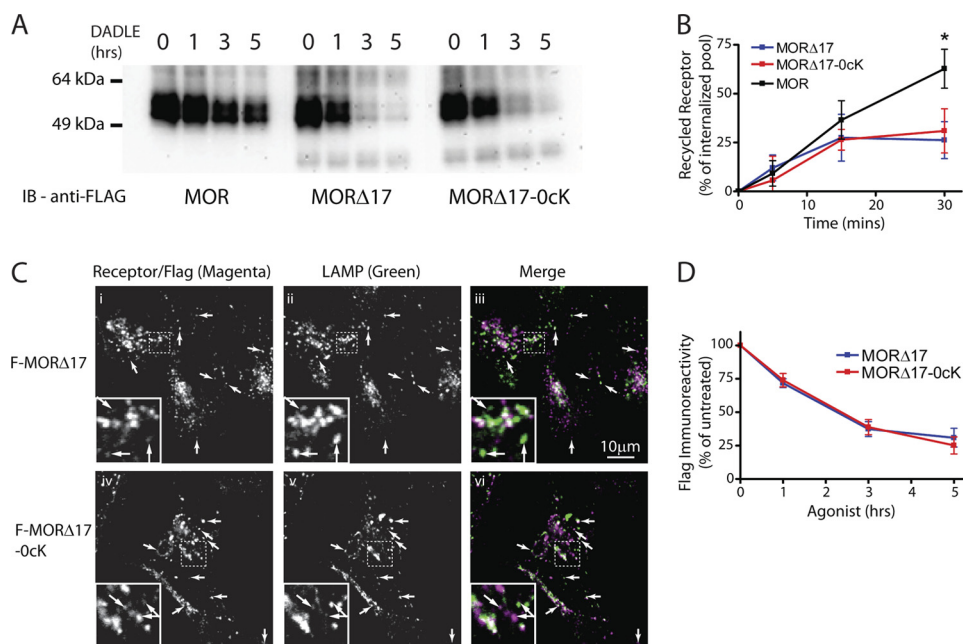 A
DADLE (hrs)
0 1 3 5 0 1 3 5 0 1 3 5
64 kDa
49 kDa
IB - anti-FLAG MOR MORΔ17 MORΔ17-0cK
B
Recycled Receptor
(% of internalized pool)
75
50
25
0
MORΔ17
MORΔ17-0cK
MOR
*
0 10 20 30
Time (mins)
C
Receptor/Flag (Magenta) LAMP (Green) Merge
F-MORΔ17
i ii iii
10μm
F-MORΔ17
-0cK
iv v vi
D
Flag Immunoreactivity
(% of untreated)
100
75
50
25
0
MORΔ17
MORΔ17-0cK
0 1 2 3 4 5
Agonist (hrs)